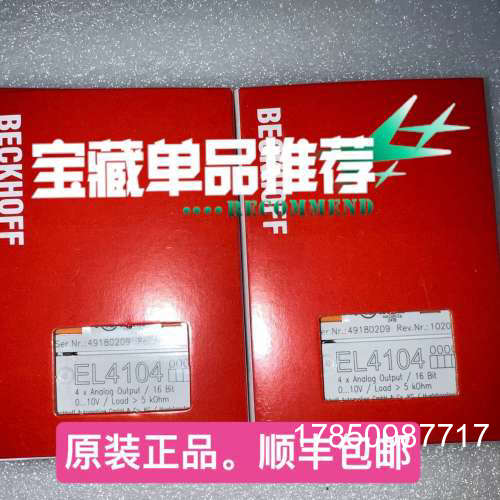 BECKHOFF
BECKHOFF
宝藏单品推荐
RECOMMEND
Ser Nr.:49180209
EL4104
4 x Analog Output / 16 Bit
0...10V / Load > 5 kOhm
Ser Nr.:49180209 Rev.Nr.:1020
EL4104
4 x Analog Output / 16 Bit
0...10V / Load > 5 kOhm
17850987717
原装正品。顺丰包邮